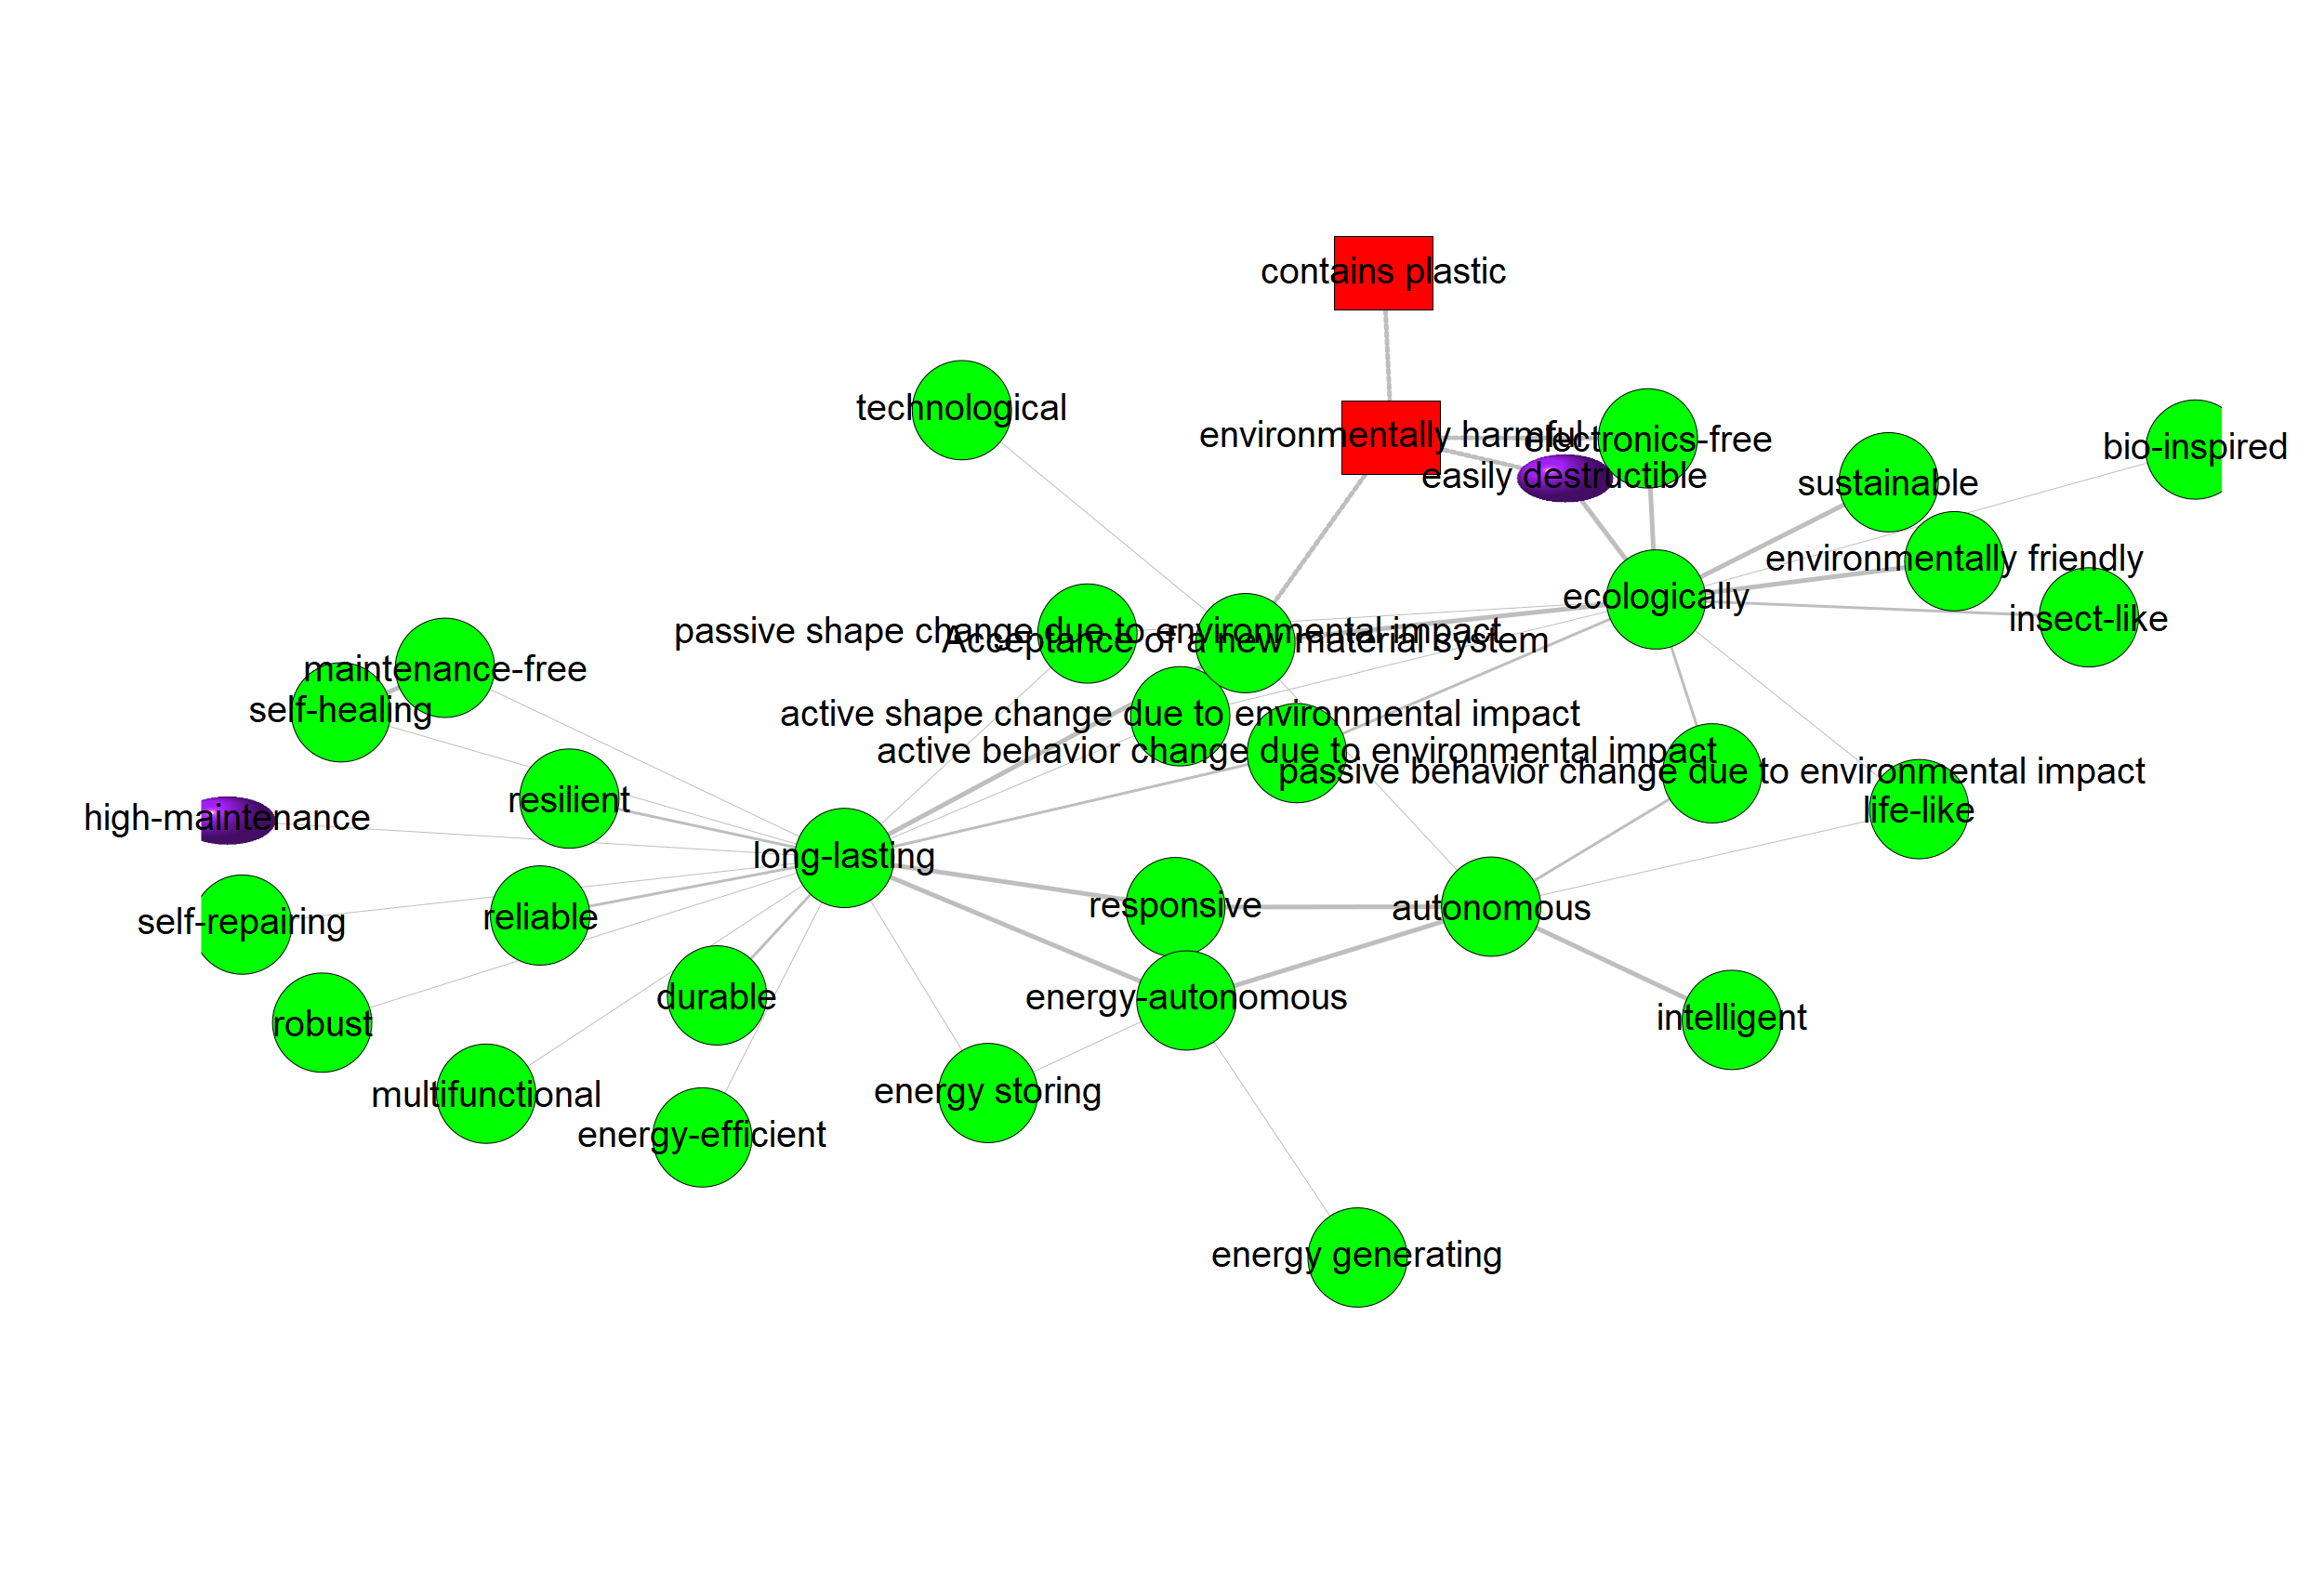 contains plastic
technological
environmentally harmful
electronics-free
bio-inspired
easily destructible
sustainable
environmentally friendly
ecologically
insect-like
passive shape change due to environmental impact
Acceptance of a new material system
maintenance-free
self-healing
active shape change due to environmental impact
active behavior change due to environmental impact
passive behavior change due to environmental impact
resilient
life-like
high-maintenance
long-lasting
responsive
autonomous
reliable
self-repairing
durable
energy-autonomous
intelligent
robust
multifunctional
energy storing
energy-efficient
energy generating